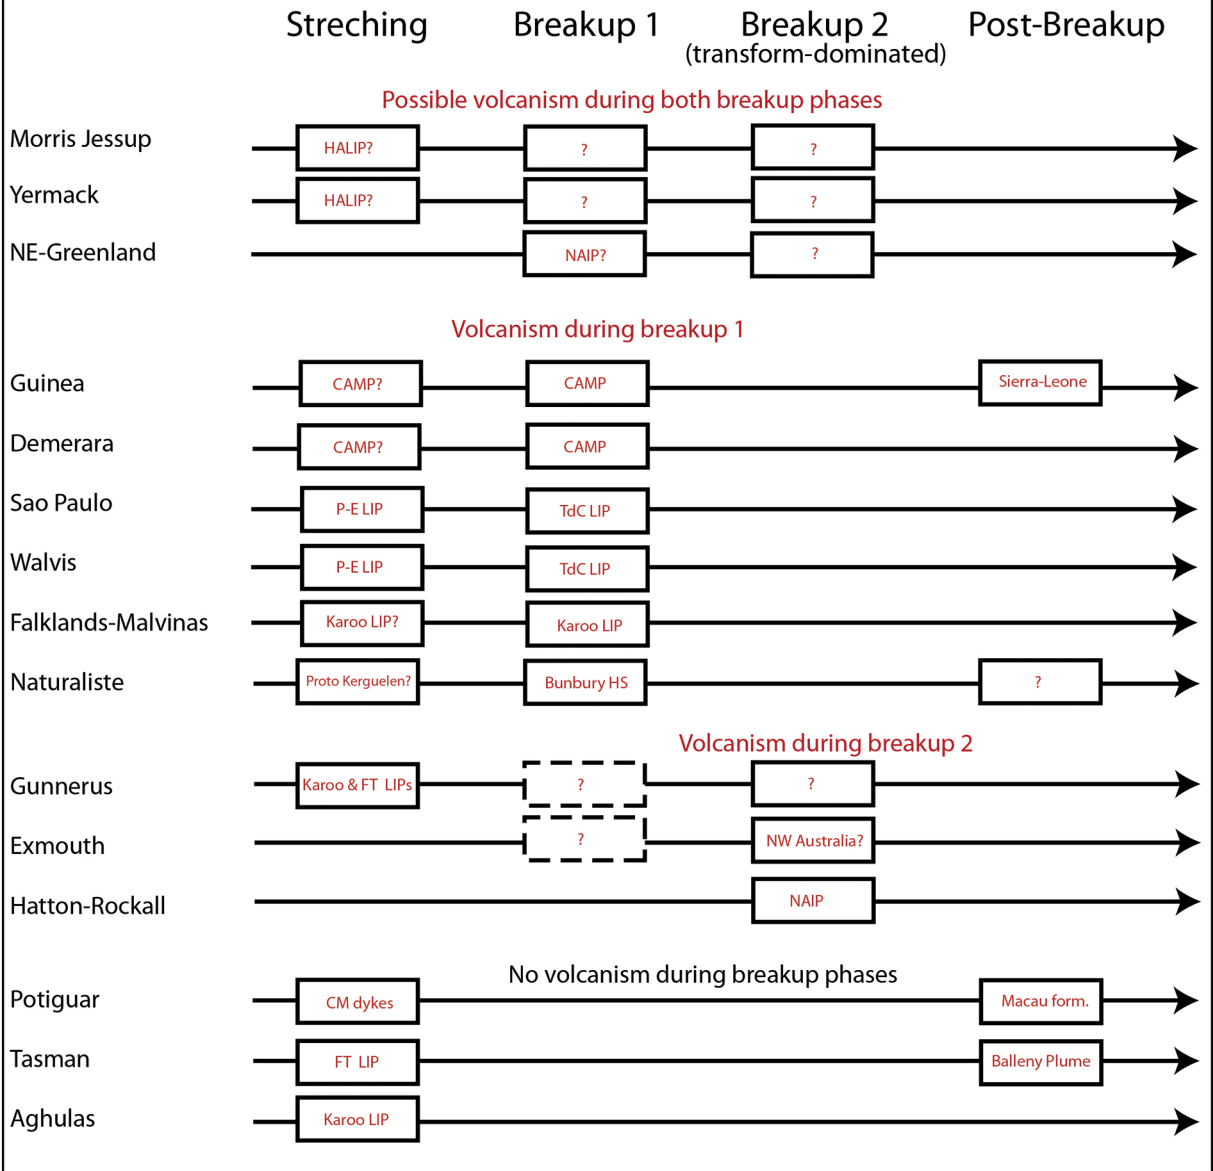 Streching Breakup 1 Breakup 2 Post-Breakup
(transform-dominated)
Possible volcanism during both breakup phases
Morris Jessup HALIP? ? ?
Yermack HALIP? ? ?
NE-Greenland NAIP? ?
Volcanism during breakup 1
Guinea CAMP? CAMP Sierra-Leone
Demerara CAMP? CAMP
Sao Paulo P-E LIP TdC LIP
Walvis P-E LIP TdC LIP
Falklands-Malvinas Karoo LIP? Karoo LIP
Naturaliste Proto Kerguelen? Bunbury HS ?
Volcanism during breakup 2
Gunnerus Karoo & FT LIPs ? ?
Exmouth ? NW Australia?
Hatton-Rockall NAIP
No volcanism during breakup phases
Potiguar CM dykes Macau form.
Tasman FT LIP Balleny Plume
Aghulas Karoo LIP